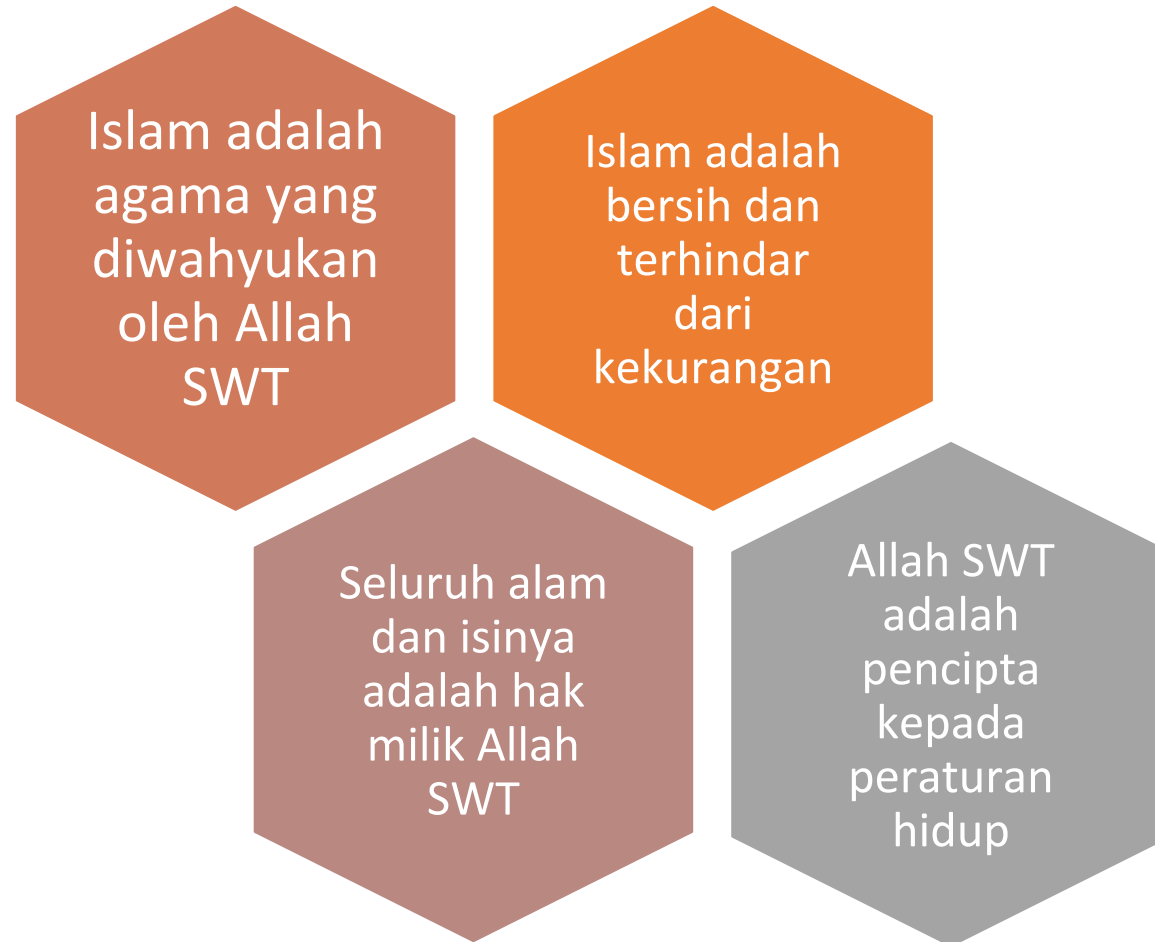 Islam adalah
agama yang
diwahyukan
oleh Allah
SWT
Islam adalah
bersih dan
terhindar
dari
kekurangan
Seluruh alam
dan isinya
adalah hak
milik Allah
SWT
Allah SWT
adalah
pencipta
kepada
peraturan
hidup